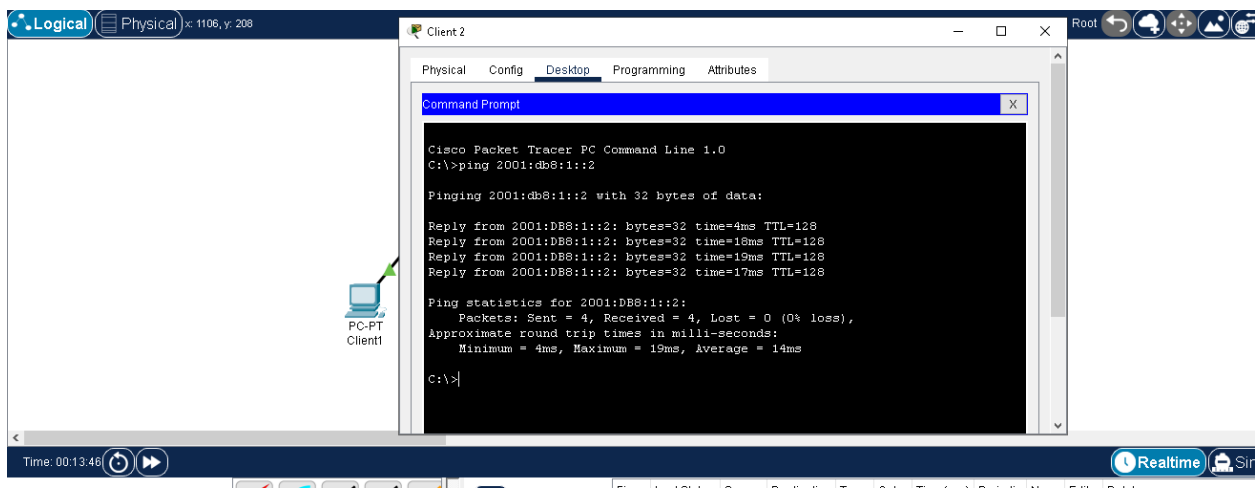 Logical Physical x: 1106, y: 208
Root
Client 2
Physical Config Desktop Programming Attributes
Command Prompt
X
Cisco Packet Tracer PC Command Line 1.0
C:\>ping 2001:db8:1::2
Pinging 2001:db8:1::2 with 32 bytes of data:
Reply from 2001:DB8:1::2: bytes=32 time=4ms TTL=128
Reply from 2001:DB8:1::2: bytes=32 time=18ms TTL=128
Reply from 2001:DB8:1::2: bytes=32 time=19ms TTL=128
Reply from 2001:DB8:1::2: bytes=32 time=17ms TTL=128
Ping statistics for 2001:DB8:1::2:
Packets: Sent = 4, Received = 4, Lost = 0 (0% loss),
Approximate round trip times in milli-seconds:
Minimum = 4ms, Maximum = 19ms, Average = 14ms
C:\>
PC-PT
Client1
Time: 00:13:46
Realtime Sim